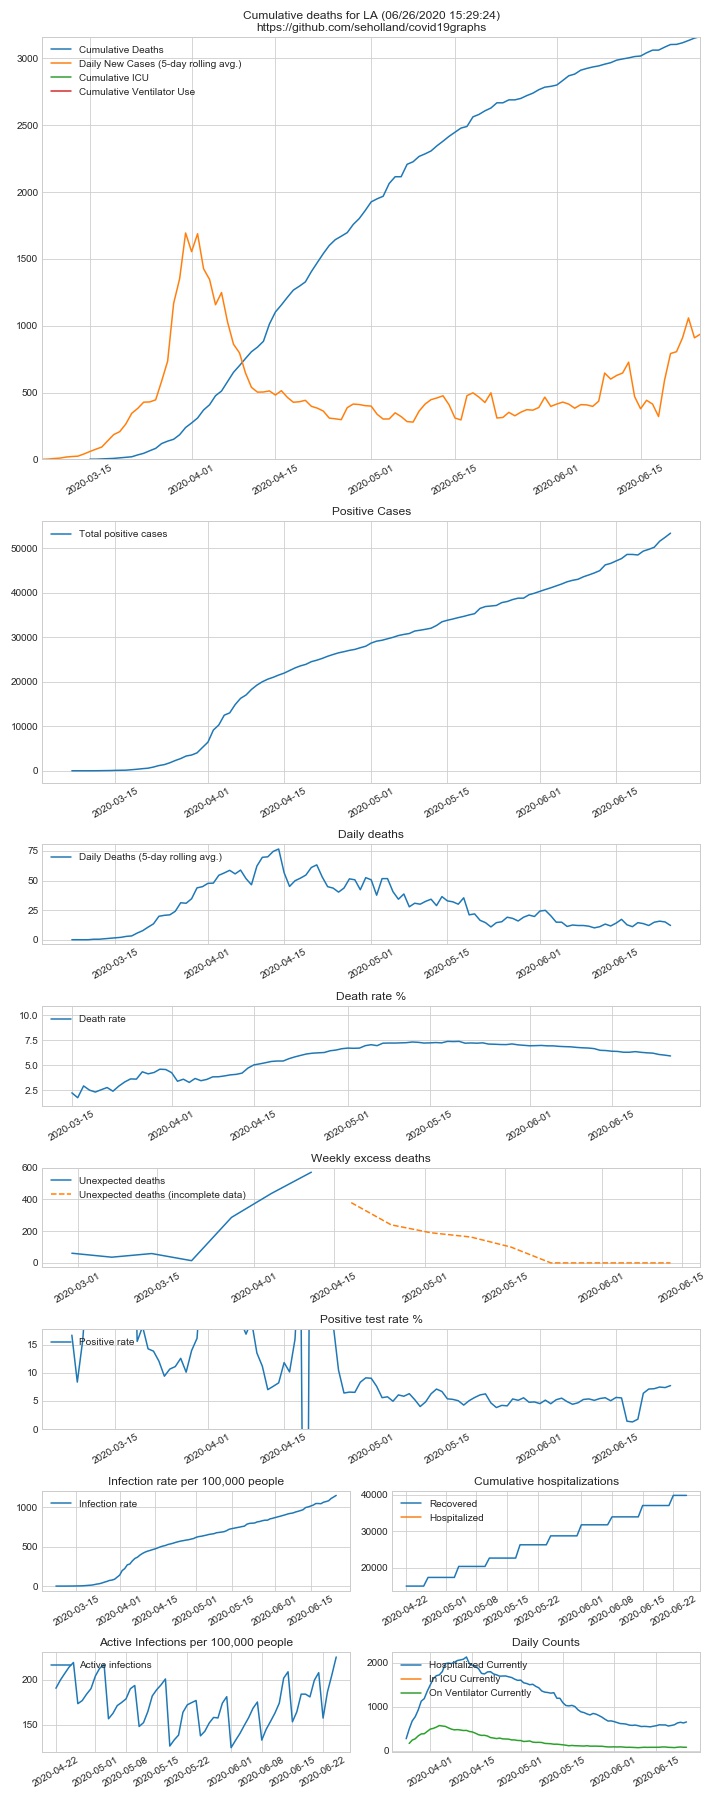 Cumulative deaths for LA (06/26/2020 15:29:24)
https://github.com/seholland/covid19graphs
Cumulative Deaths
Daily New Cases (5-day rolling avg.)
Cumulative ICU
Cumulative Ventilator Use
3000
2500
2000
1500
1000
500
0
2020-03-15 2020-04-01 2020-04-15 2020-05-01 2020-05-15 2020-06-01 2020-06-15
Positive Cases
Total positive cases
50000
40000
30000
20000
10000
0
2020-03-15 2020-04-01 2020-04-15 2020-05-01 2020-05-15 2020-06-01 2020-06-15
Daily deaths
Daily Deaths (5-day rolling avg.)
75
50
25
0
2020-03-15 2020-04-01 2020-04-15 2020-05-01 2020-05-15 2020-06-01 2020-06-15
Death rate %
Death rate
10.0
7.5
5.0
2.5
2020-03-15 2020-04-01 2020-04-15 2020-05-01 2020-05-15 2020-06-01 2020-06-15
Weekly excess deaths
Unexpected deaths
Unexpected deaths (incomplete data)
600
400
200
0
2020-03-01 2020-03-15 2020-04-01 2020-04-15 2020-05-01 2020-05-15 2020-06-01 2020-06-15
Positive test rate %
Positive rate
15
10
5
0
2020-03-15 2020-04-01 2020-04-15 2020-05-01 2020-05-15 2020-06-01 2020-06-15
Infection rate per 100,000 people
Infection rate
1000
500
0
2020-03-15 2020-04-01 2020-04-15 2020-05-01 2020-05-15 2020-06-01 2020-06-15
Cumulative hospitalizations
Recovered
Hospitalized
40000
30000
20000
2020-04-22 2020-05-01 2020-05-08 2020-05-15 2020-05-22 2020-06-01 2020-06-08 2020-06-15 2020-06-22
Active Infections per 100,000 people
Active infections
200
150
2020-04-22 2020-05-01 2020-05-08 2020-05-15 2020-05-22 2020-06-01 2020-06-08 2020-06-15 2020-06-22
Daily Counts
Hospitalized Currently
In ICU Currently
On Ventilator Currently
2000
1000
0
2020-04-01 2020-04-15 2020-05-01 2020-05-15 2020-06-01 2020-06-15